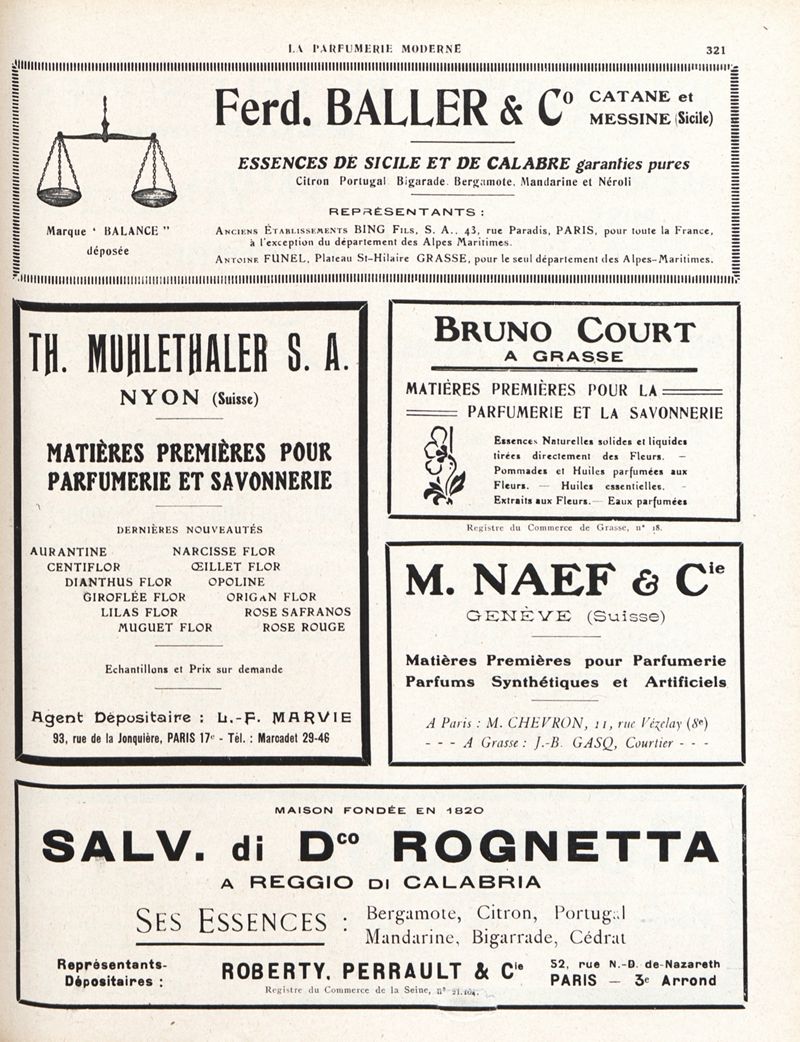 LA PARFUMERIE MODERNE
321
Ferd. BALLER & Co
CATANE et
MESSINE (Sicile)
ESSENCES DE SICILE ET DE CALABRE garanties pures
Citron Portugal Bigarade. Bergamote. Mandarine et Néroli
Marque " BALANCE "
déposée
REPRÉSENTANTS :
ANCIENS ÉTABLISSEMENTS BING FILS, S. A., 43, rue Paradis, PARIS, pour toute la France,
à l'exception du département des Alpes Maritimes.
ANTOINE FUNEL, Plateau St-Hilaire GRASSE, pour le seul département des Alpes-Maritimes.
TH. MUHLETHALER S. A.
NYON (Suisse)
MATIÈRES PREMIÈRES POUR
PARFUMERIE ET SAVONNERIE
DERNIÈRES NOUVEAUTÉS
AURANTINE NARCISSE FLOR
CENTIFLOR ŒILLET FLOR
DIANTHUS FLOR OPOLINE
GIROFLÉE FLOR ORIGAN FLOR
LILAS FLOR ROSE SAFRANOS
MUGUET FLOR ROSE ROUGE
Echantillons et Prix sur demande
Agent Dépositaire : L.-F. MARVIE
93, rue de la Jonquière, PARIS 17e - Tél. : Marcadet 29-46
BRUNO COURT
A GRASSE
MATIÈRES PREMIÈRES POUR LA
PARFUMERIE ET LA SAVONNERIE
Essences Naturelles solides et liquides
tirées directement des Fleurs. —
Pommades et Huiles parfumées aux
Fleurs. — Huiles essentielles. -
Extraits aux Fleurs. — Eaux parfumées
Registre du Commerce de Grasse, n° 18.
M. NAEF & Cie
GENÈVE (Suisse)
Matières Premières pour Parfumerie
Parfums Synthétiques et Artificiels
A Paris : M. CHEVRON, 11, rue Vézelay (8e)
- - - A Grasse : J.-B. GASQ, Courtier - - -
MAISON FONDÉE EN 1820
SALV. di Dco ROGNETTA
A REGGIO DI CALABRIA
SES ESSENCES :
Bergamote, Citron, Portugal
Mandarine, Bigarrade, Cédrat
Représentants-
Dépositaires :
ROBERTY, PERRAULT & Cie
52, rue N.-D. de-Nazareth
PARIS — 3e Arrond
Registre du Commerce de la Seine, n° 21.104.